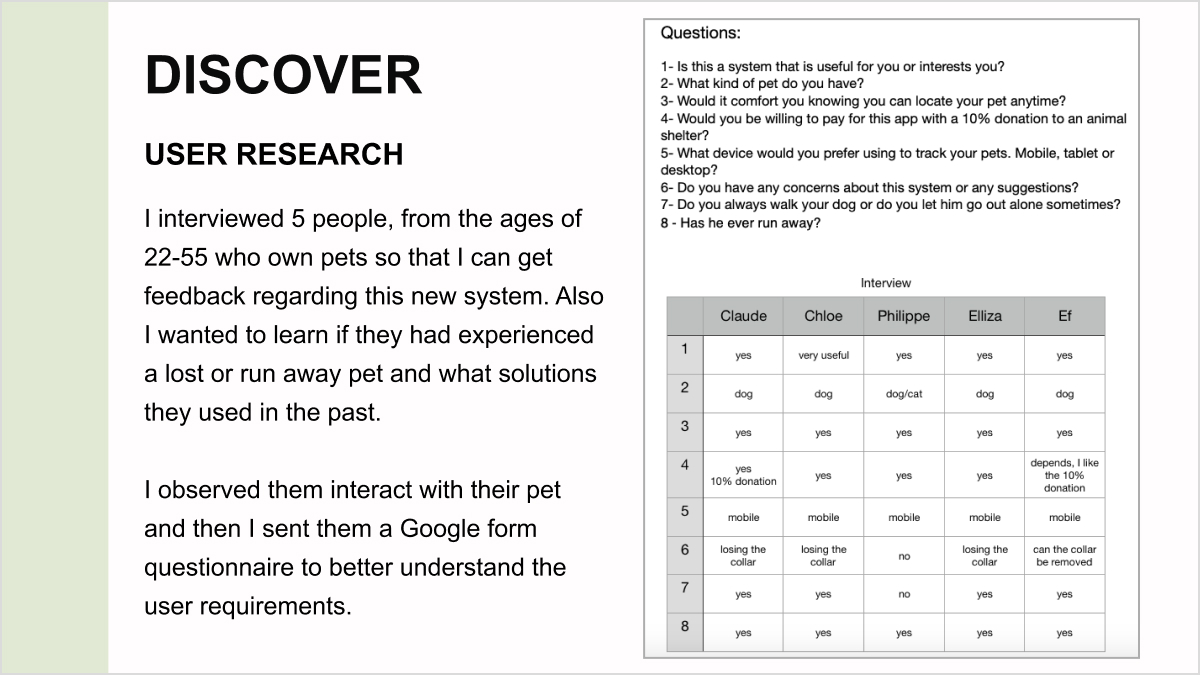 DISCOVER
USER RESEARCH
I interviewed 5 people, from the ages of
22-55 who own pets so that I can get
feedback regarding this new system. Also
I wanted to learn if they had experienced
a lost or run away pet and what solutions
they used in the past.
I observed them interact with their pet
and then I sent them a Google form
questionnaire to better understand the
user requirements.
Questions:
1- Is this a system that is useful for you or interests you?
2- What kind of pet do you have?
3- Would it comfort you knowing you can locate your pet anytime?
4- Would you be willing to pay for this app with a 10% donation to an animal
shelter?
5- What device would you prefer using to track your pets. Mobile, tablet or
desktop?
6- Do you have any concerns about this system or any suggestions?
7- Do you always walk your dog or do you let him go out alone sometimes?
8 - Has he ever run away?
Interview
Claude Chloe Philippe Elliza Ef
1 yes very useful yes yes yes
2 dog dog dog/cat dog dog
3 yes yes yes yes yes
4 yes 10% donation yes yes yes depends, I like the 10% donation
5 mobile mobile mobile mobile mobile
6 losing the collar losing the collar no losing the collar can the collar be removed
7 yes yes no yes yes
8 yes yes yes yes yes